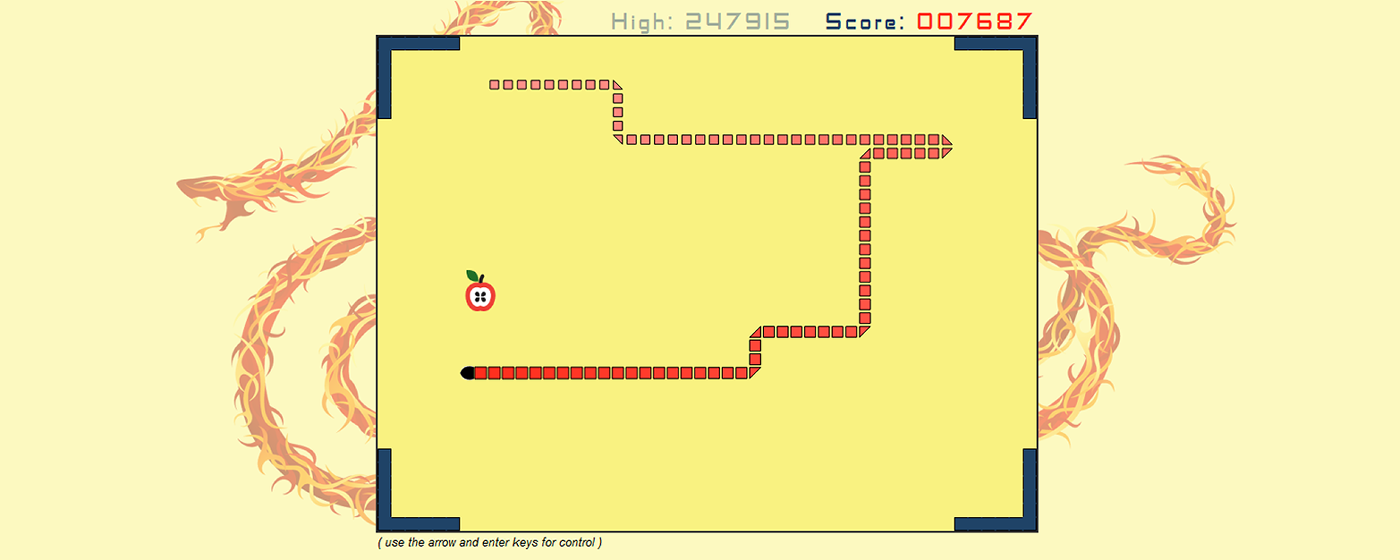 High: 247915 Score: 007687
( use the arrow and enter keys for control )